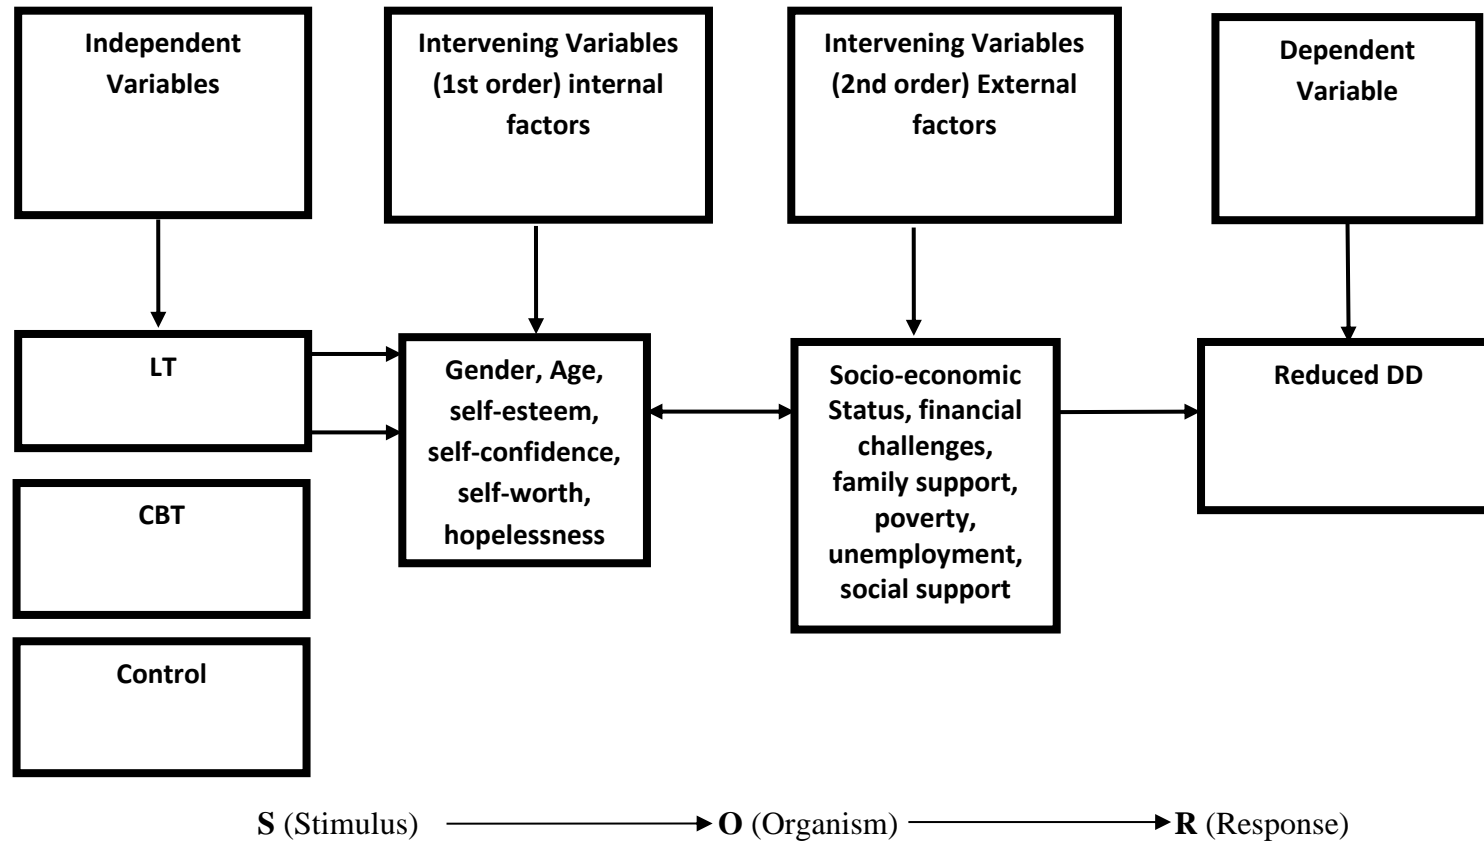 Independent
Variables
Intervening Variables
(1st order) internal
factors
Intervening Variables
(2nd order) External
factors
Dependent
Variable
LT
CBT
Control
Gender, Age,
self-esteem,
self-confidence,
self-worth,
hopelessness
Socio-economic
Status, financial
challenges,
family support,
poverty,
unemployment,
social support
Reduced DD
S (Stimulus) O (Organism) R (Response)